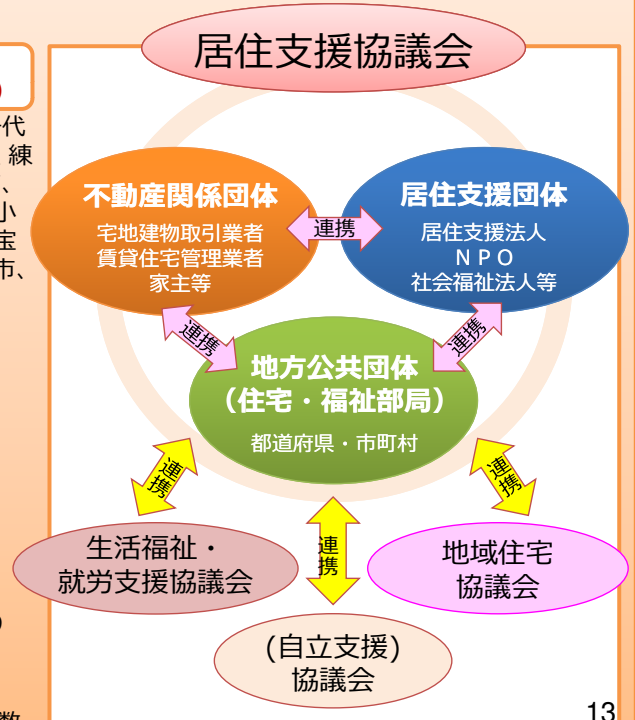 居住支援協議会
)
代
練
、
小
宝
市、
不動産関係団体
宅地建物取引業者
賃貸住宅管理業者
家主等
連携
居住支援団体
居住支援法人
ＮＰＯ
社会福祉法人等
連携
連携
地方公共団体
（住宅・福祉部局）
都道府県・市町村
連携
連携
連携
生活福祉・
就労支援協議会
地域住宅
協議会
(自立支援)
協議会
13